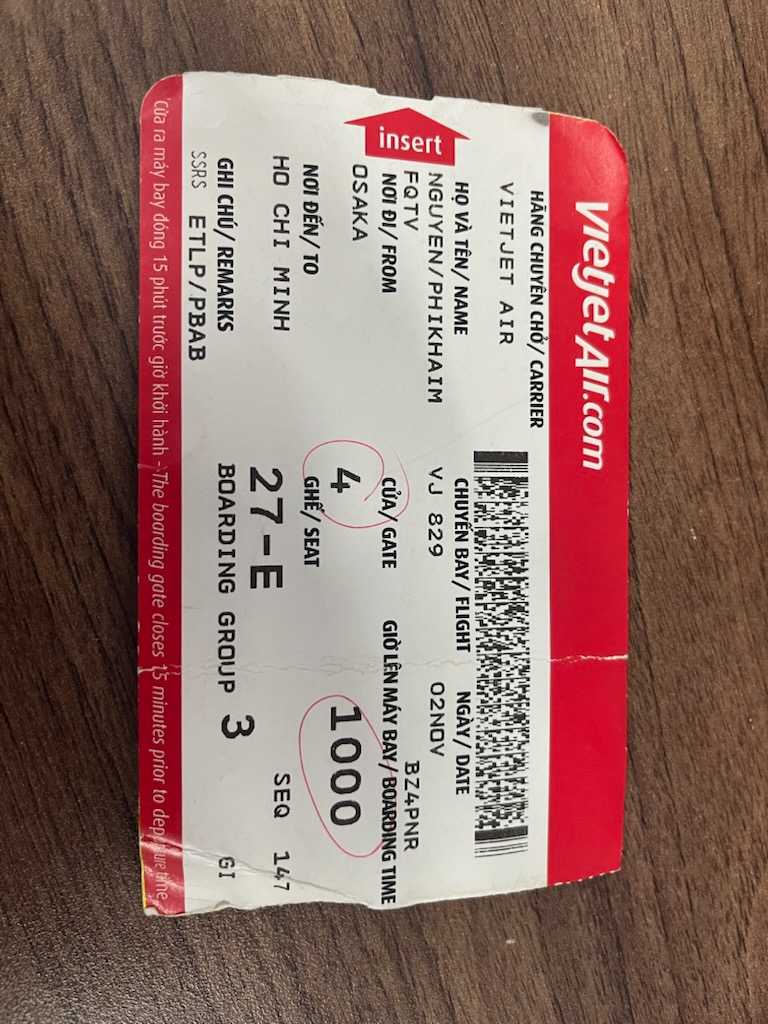 vietjetAir.com
HÃNG CHUYÊN CHỞ/ CARRIER
VIETJET AIR
insert
HỌ VÀ TÊN/ NAME
NGUYEN/PHIKHAIM
FQTV
CHUYẾN BAY/ FLIGHT
VJ 829
NGÀY/ DATE
02NOV
BZ4PNR
NƠI ĐI/ FROM
OSAKA
CỬA/ GATE
4
GIỜ LÊN MÁY BAY/ BOARDING TIME
1000
NƠI ĐẾN/ TO
HO CHI MINH
GHẾ/ SEAT
27-E
SEQ 147
GHI CHÚ/ REMARKS
BOARDING GROUP 3
GI
SSRS ETLP/PBAB
Cửa ra máy bay đóng 15 phút trước giờ khởi hành - The boarding gate closes 15 minutes prior to departure time